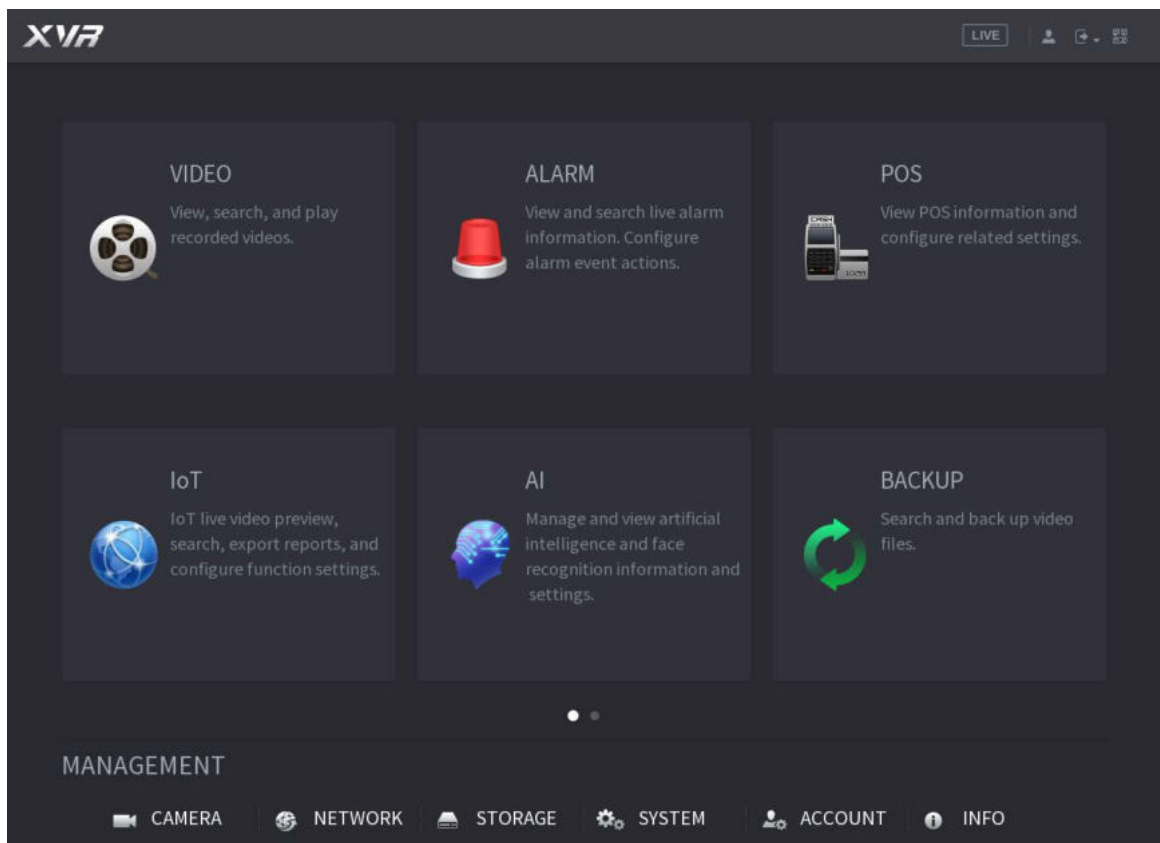 XVR
LIVE
VIDEO
View, search, and play
recorded videos.
ALARM
View and search live alarm
information. Configure
alarm event actions.
POS
View POS information and
configure related settings.
IoT
IoT live video preview,
search, export reports, and
configure function settings.
AI
Manage and view artificial
intelligence and face
recognition information and
settings.
BACKUP
Search and back up video
files.
MANAGEMENT
CAMERA
NETWORK
STORAGE
SYSTEM
ACCOUNT
INFO